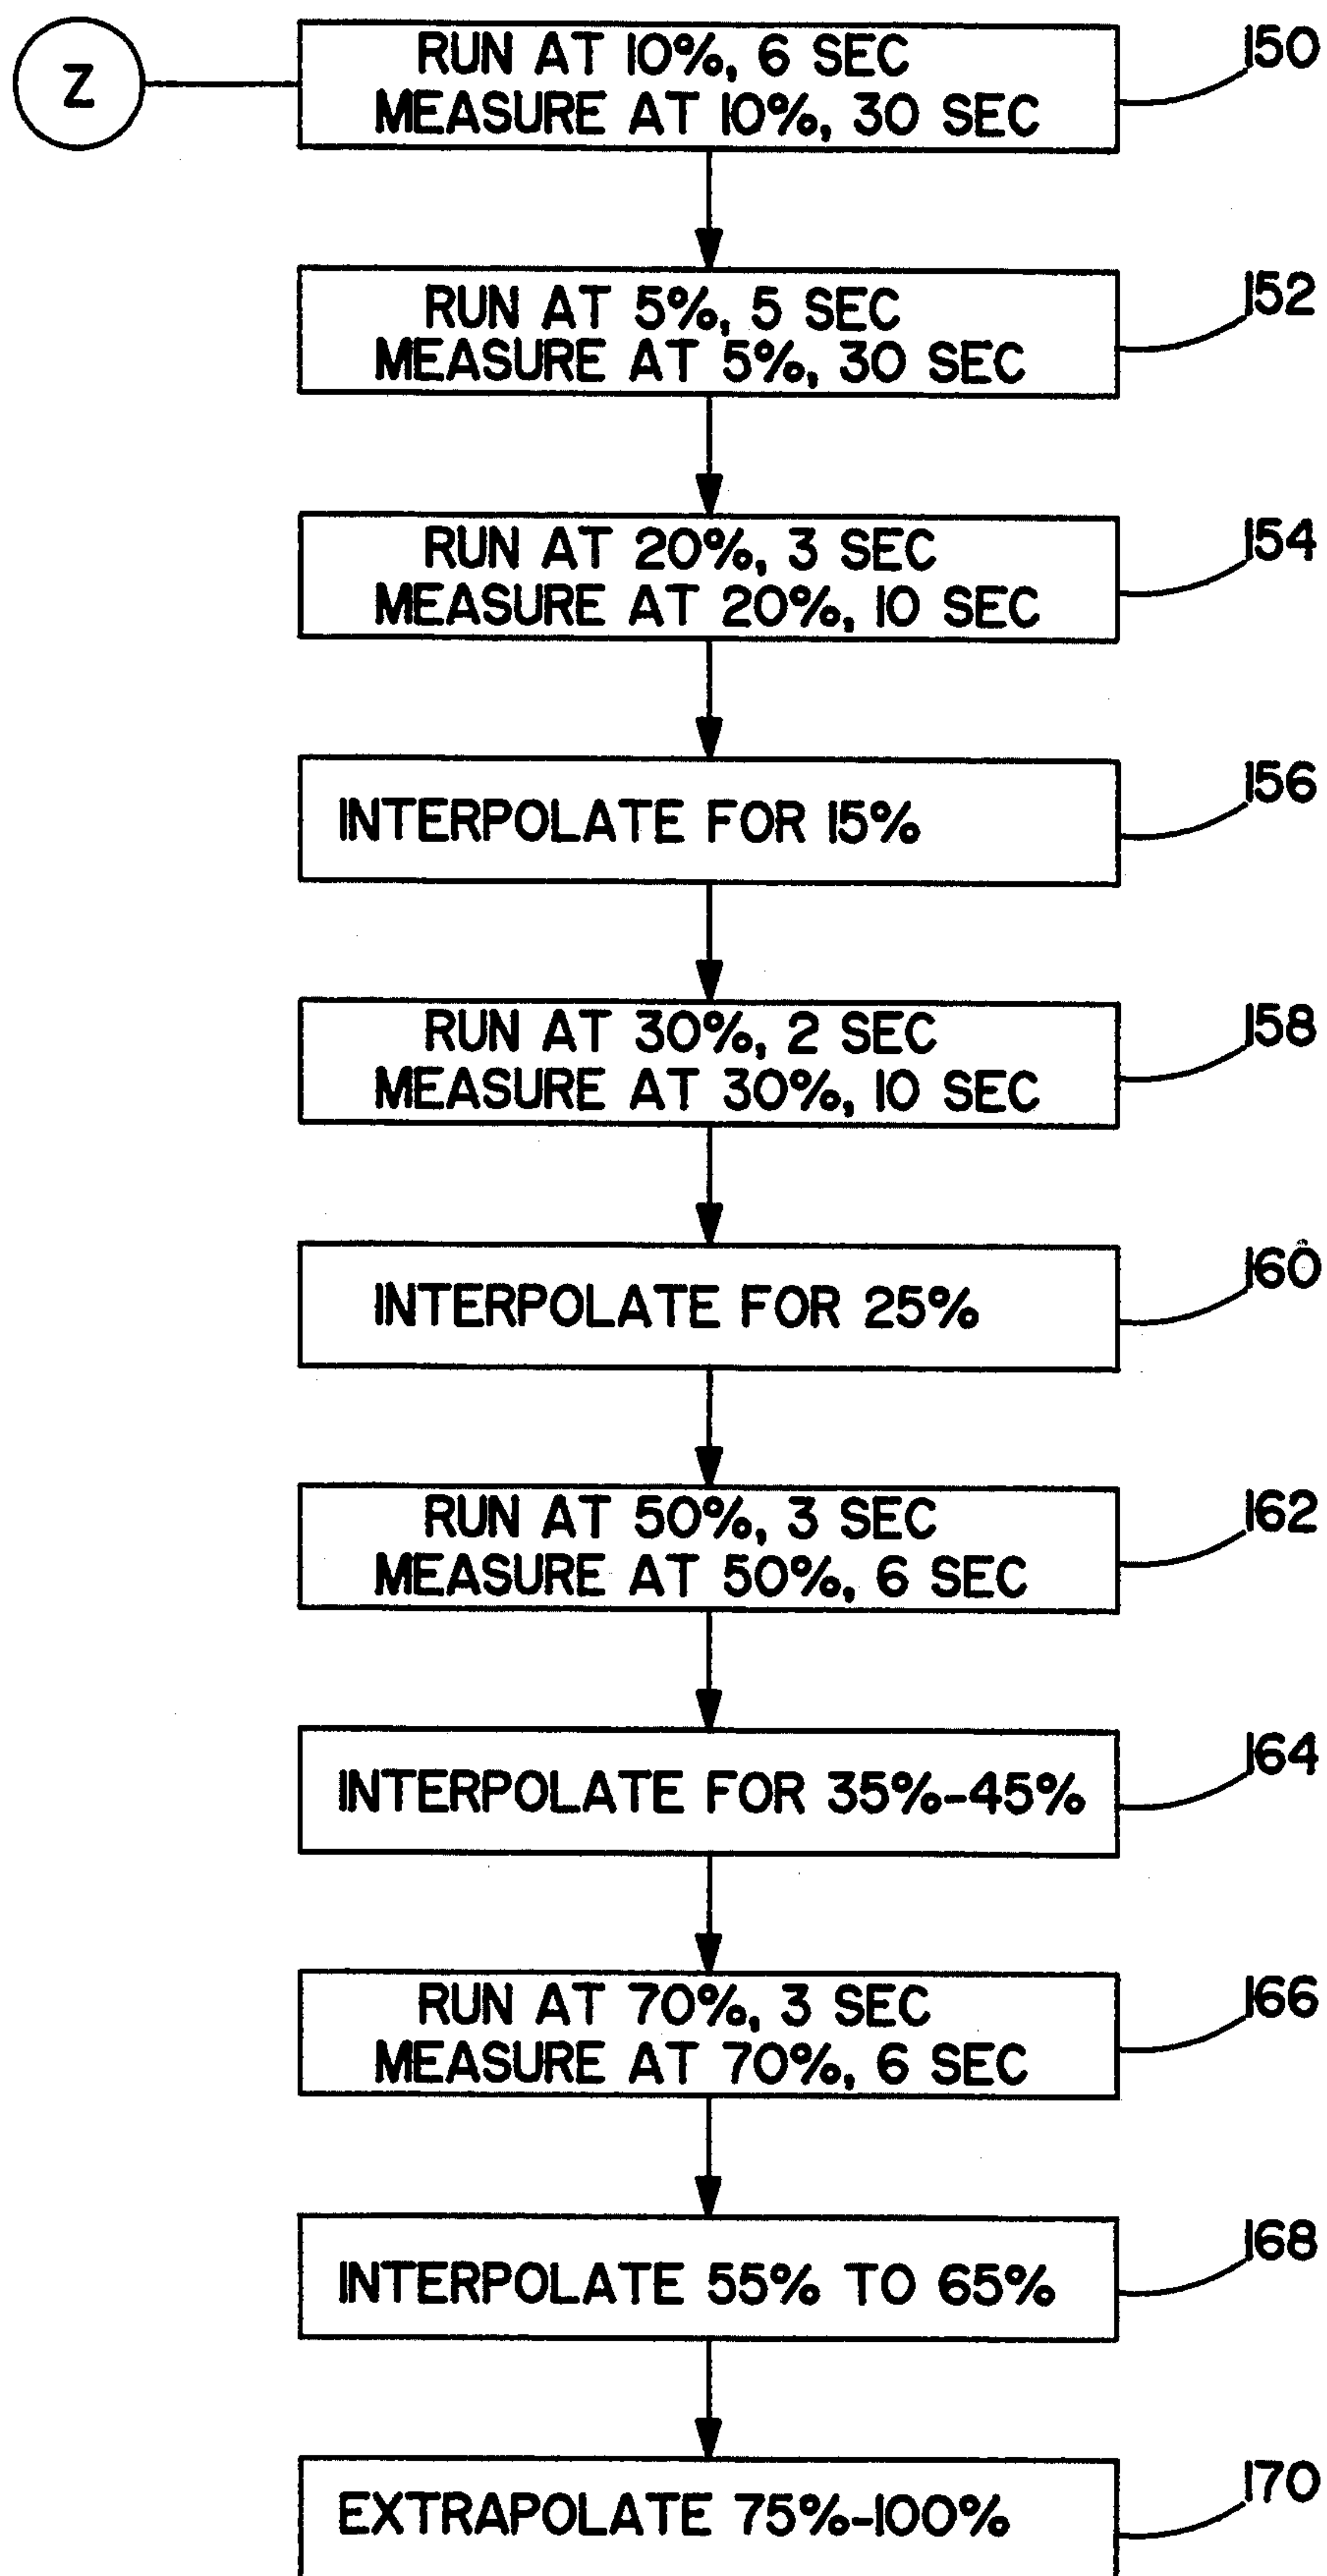 Z
RUN AT 10%, 6 SEC
MEASURE AT 10%, 30 SEC
150
RUN AT 5%, 5 SEC
MEASURE AT 5%, 30 SEC
152
RUN AT 20%, 3 SEC
MEASURE AT 20%, 10 SEC
154
INTERPOLATE FOR 15%
156
RUN AT 30%, 2 SEC
MEASURE AT 30%, 10 SEC
158
INTERPOLATE FOR 25%
160
RUN AT 50%, 3 SEC
MEASURE AT 50%, 6 SEC
162
INTERPOLATE FOR 35%-45%
164
RUN AT 70%, 3 SEC
MEASURE AT 70%, 6 SEC
166
INTERPOLATE 55% TO 65%
168
EXTRAPOLATE 75%-100%
170